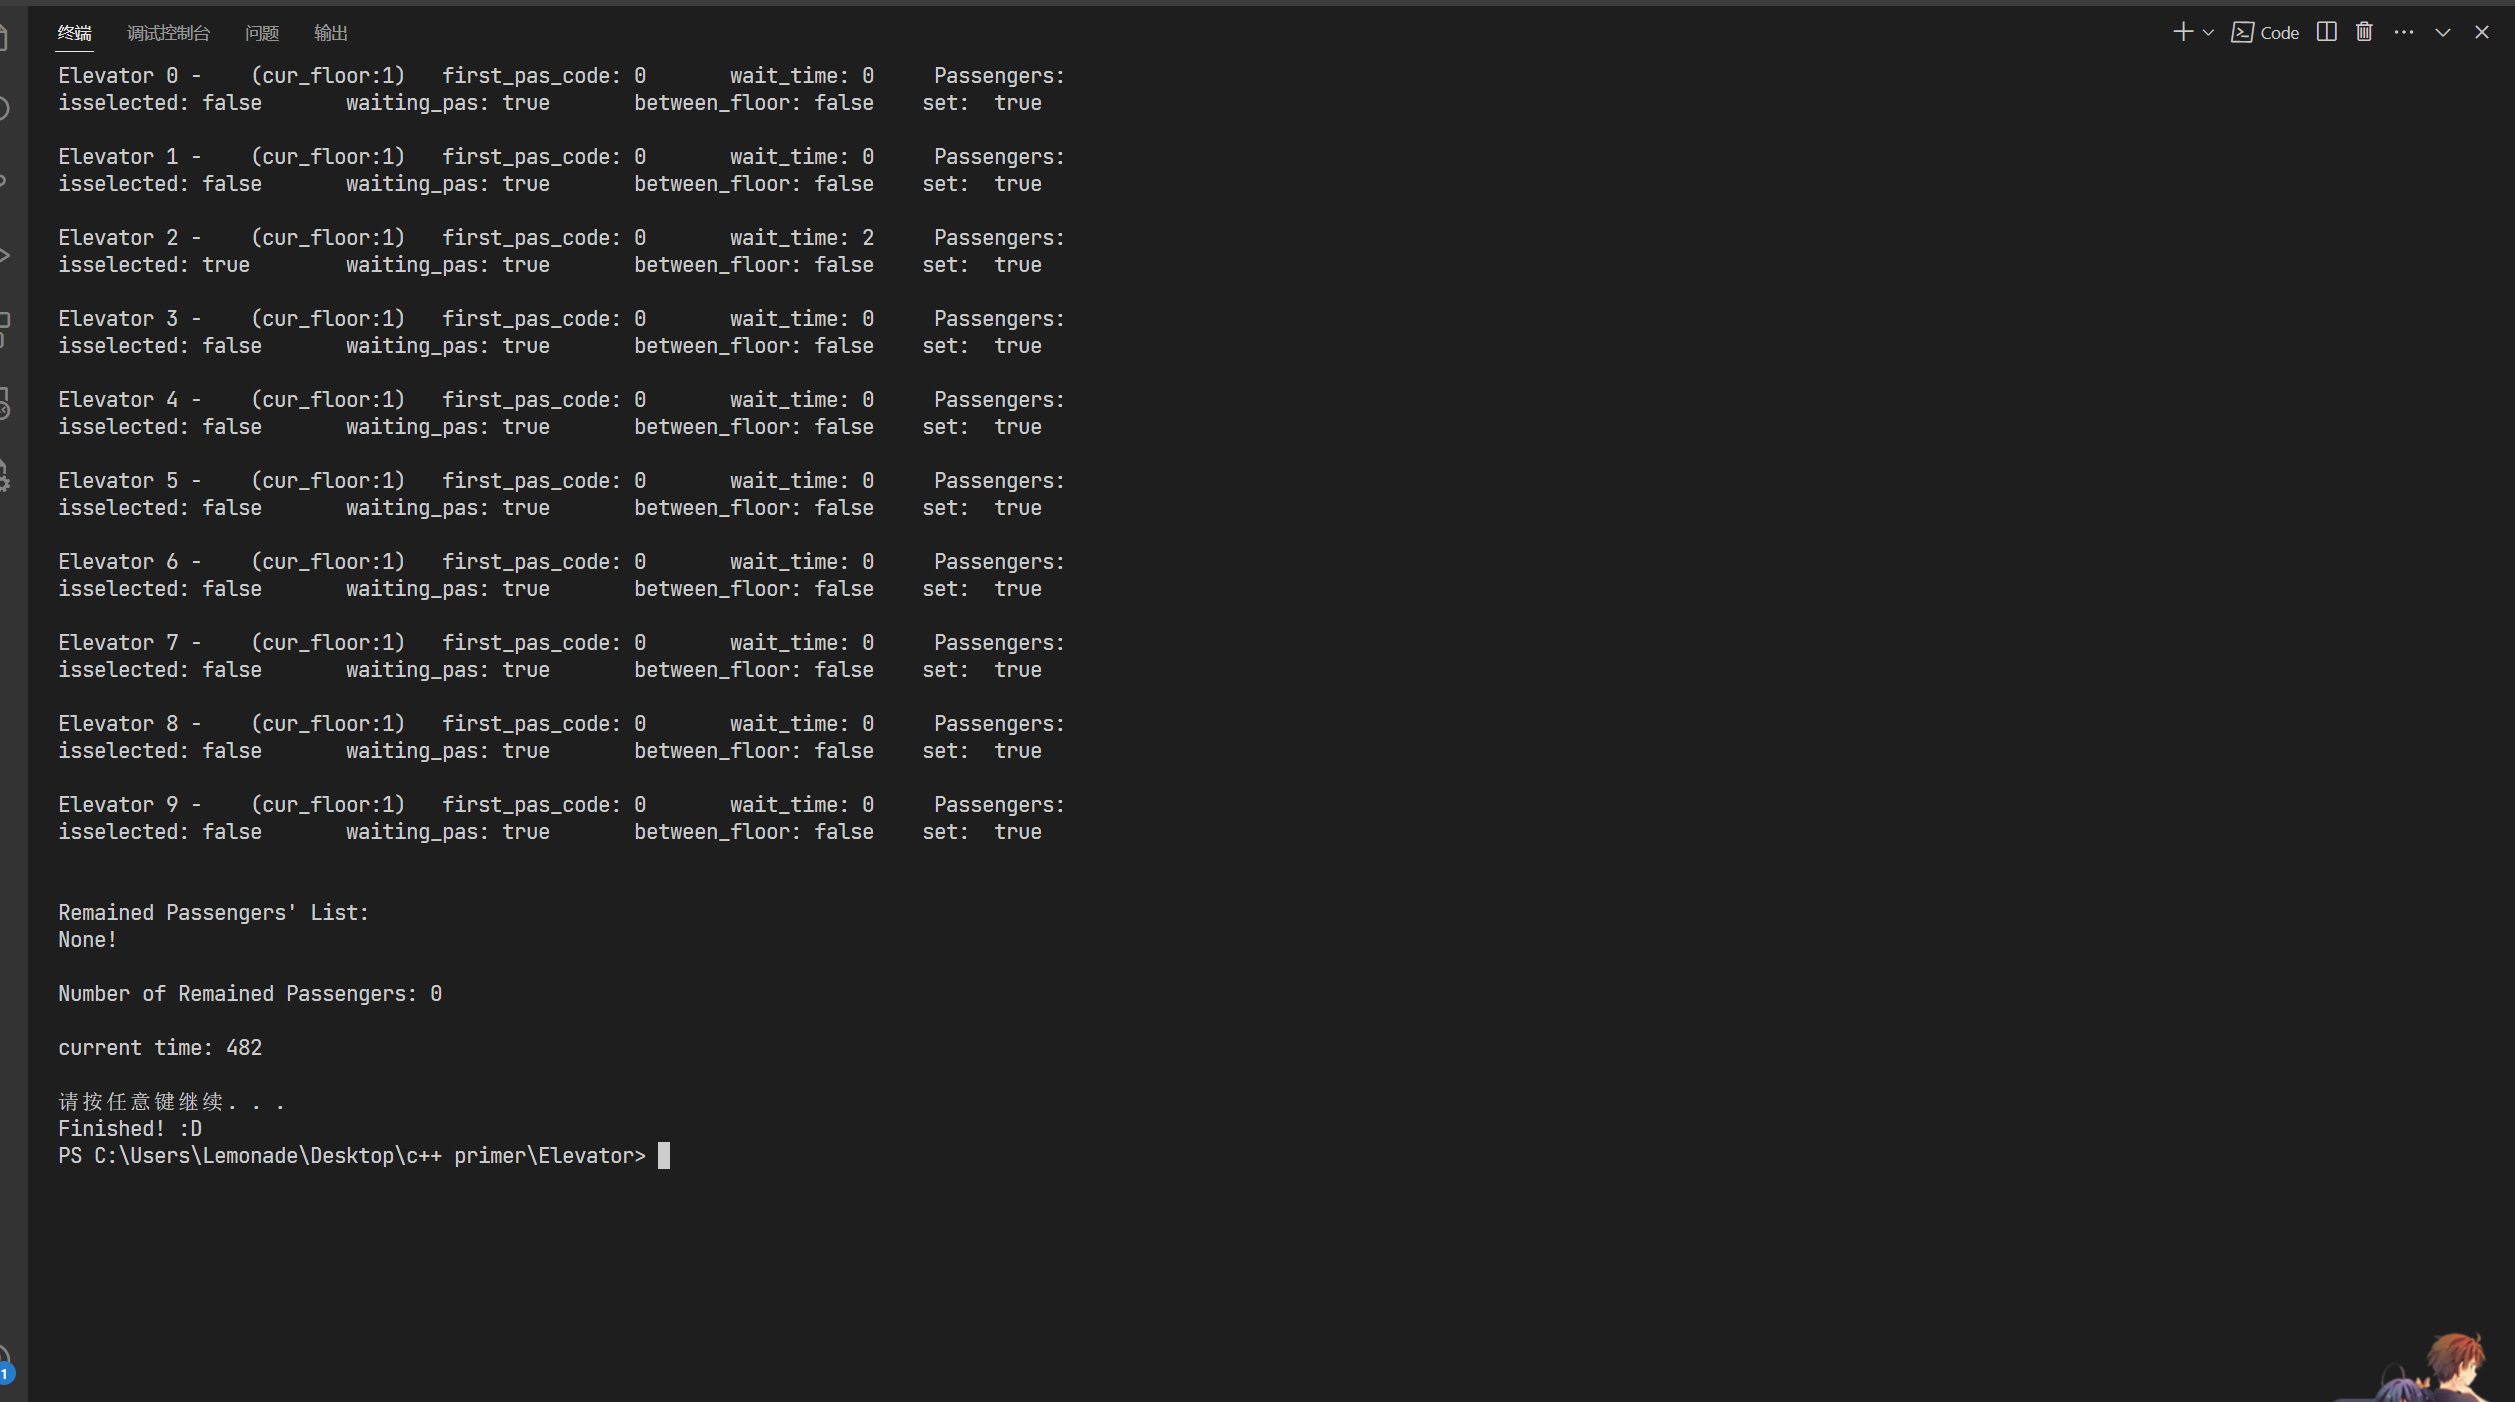 终端 调试控制台 问题 输出 Code
Elevator 0 - (cur_floor:1) first_pas_code: 0 wait_time: 0 Passengers:
isselected: false waiting_pas: true between_floor: false set: true
Elevator 1 - (cur_floor:1) first_pas_code: 0 wait_time: 0 Passengers:
isselected: false waiting_pas: true between_floor: false set: true
Elevator 2 - (cur_floor:1) first_pas_code: 0 wait_time: 2 Passengers:
isselected: true waiting_pas: true between_floor: false set: true
Elevator 3 - (cur_floor:1) first_pas_code: 0 wait_time: 0 Passengers:
isselected: false waiting_pas: true between_floor: false set: true
Elevator 4 - (cur_floor:1) first_pas_code: 0 wait_time: 0 Passengers:
isselected: false waiting_pas: true between_floor: false set: true
Elevator 5 - (cur_floor:1) first_pas_code: 0 wait_time: 0 Passengers:
isselected: false waiting_pas: true between_floor: false set: true
Elevator 6 - (cur_floor:1) first_pas_code: 0 wait_time: 0 Passengers:
isselected: false waiting_pas: true between_floor: false set: true
Elevator 7 - (cur_floor:1) first_pas_code: 0 wait_time: 0 Passengers:
isselected: false waiting_pas: true between_floor: false set: true
Elevator 8 - (cur_floor:1) first_pas_code: 0 wait_time: 0 Passengers:
isselected: false waiting_pas: true between_floor: false set: true
Elevator 9 - (cur_floor:1) first_pas_code: 0 wait_time: 0 Passengers:
isselected: false waiting_pas: true between_floor: false set: true
Remained Passengers' List:
None!
Number of Remained Passengers: 0
current time: 482
请按任意键继续. . .
Finished! :D
PS C:\Users\Lemonade\Desktop\c++ primer\Elevator>
1